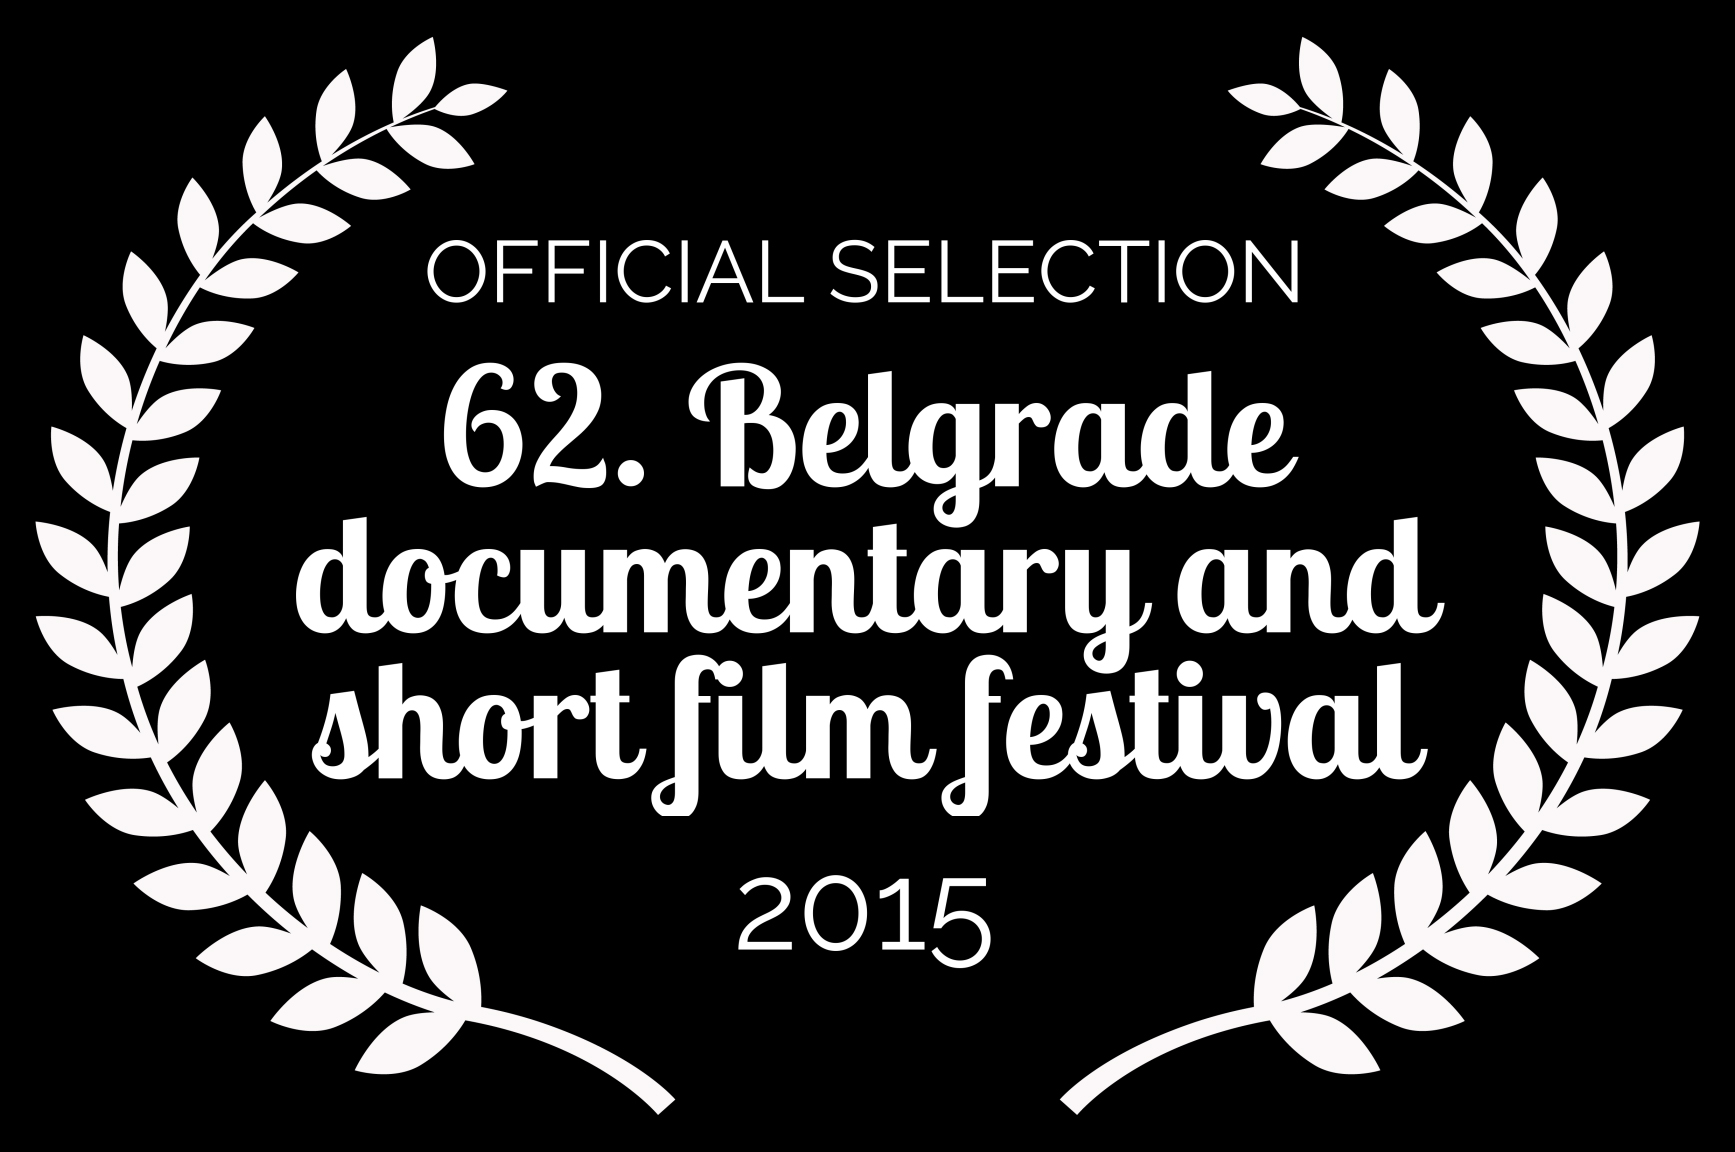 OFFICIAL SELECTION
62. Belgrade
documentary and
short film festival
2015